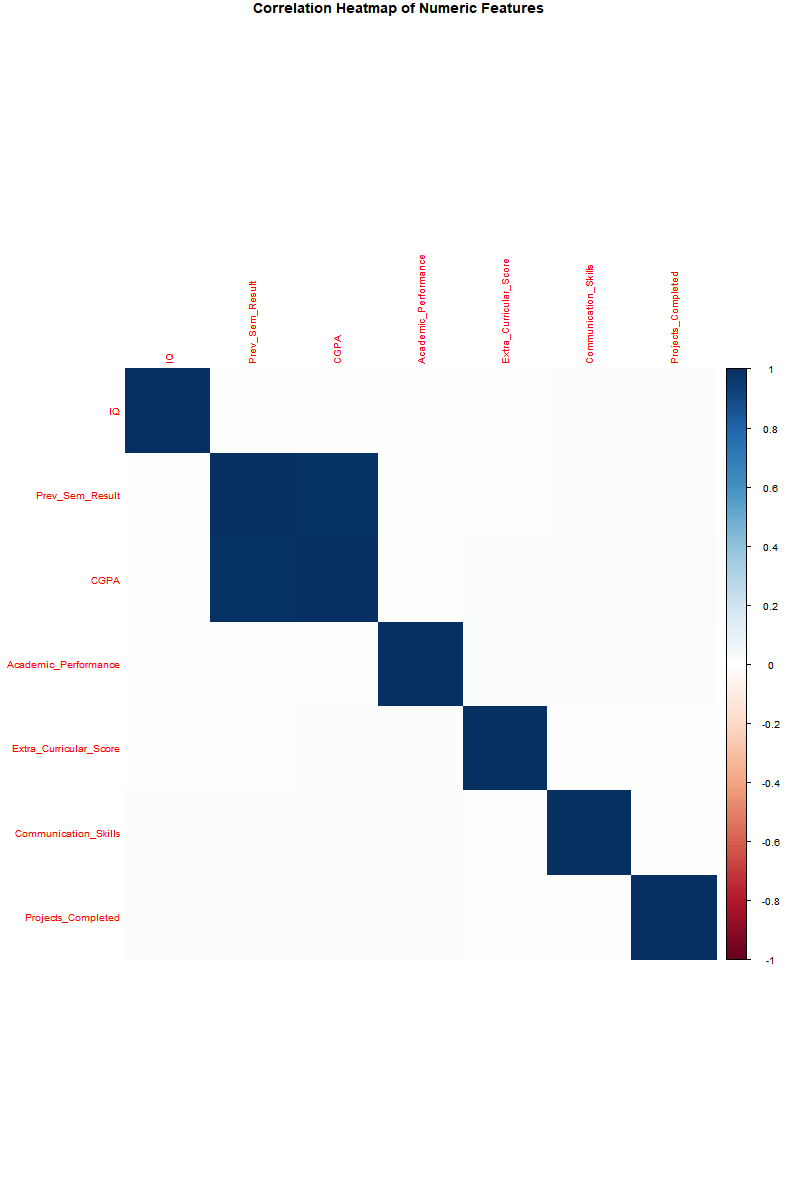 Correlation Heatmap of Numeric Features
IQ
Prev_Sem_Result
CGPA
Academic_Performance
Extra_Curricular_Score
Communication_Skills
Projects_Completed
IQ
Prev_Sem_Result
CGPA
Academic_Performance
Extra_Curricular_Score
Communication_Skills
Projects_Completed
1
0.8
0.6
0.4
0.2
0
-0.2
-0.4
-0.6
-0.8
-1